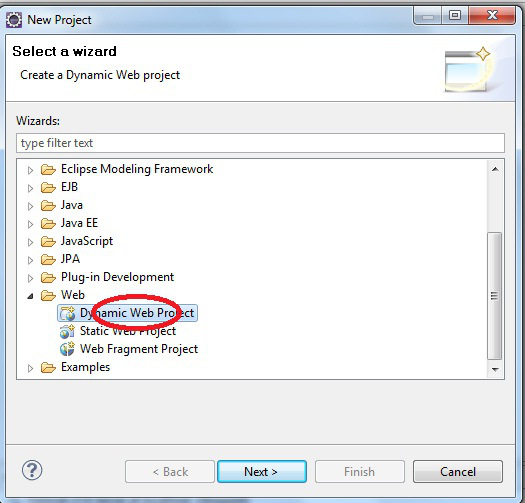 New Project
Select a wizard
Create a Dynamic Web project
Wizards:
type filter text
Eclipse Modeling Framework
EJB
Java
Java EE
JavaScript
JPA
Plug-in Development
Web
Dynamic Web Project
Static Web Project
Web Fragment Project
Examples
?
< Back
Next >
Finish
Cancel